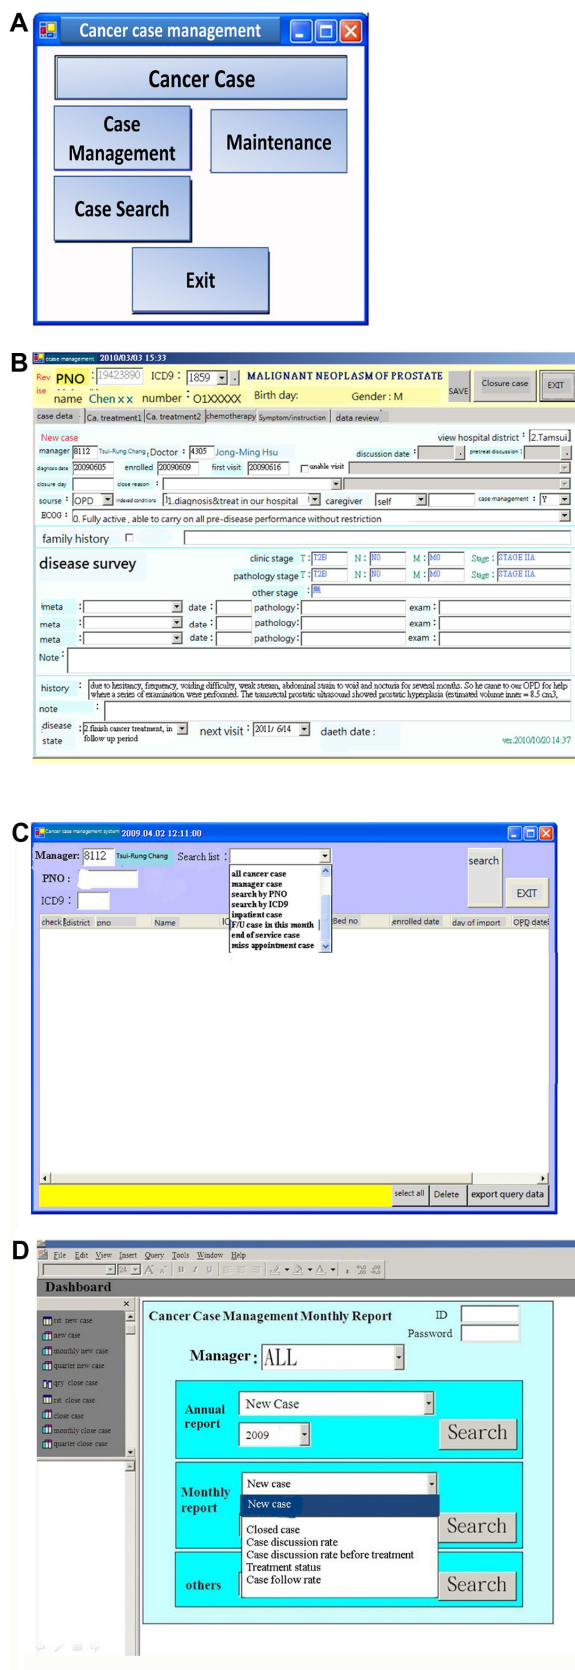 A
Cancer case management
Cancer Case
Case Management
Maintenance
Case Search
Exit
B
ccase management 2010/03/03 15:33
Rev ise PNO : 19423890 ICD9 : 1859 MALIGNANT NEOPLASM OF PROSTATE SAVE Closure case EXIT
name Chen x x number : O1XXXXX Birth day: Gender : M
case deta Ca. treatment1 Ca. treatment2 chemotherapy Symptom/instruction data review
New case view hospital district : 2.Tamsui
manager 8112 Tsui-Rung Chang Doctor : 4305 Jong-Ming Hsu discussion date : pretreat discussion :
diagnosis date 20090605 enrolled 20090609 first visit 20090616 unable visit
closure day close reason :
sourse : OPD indexed conditions 1.diagnosis&treat in our hospital caregiver self case management : Y
ECOG : 0. Fully active , able to carry on all pre-disease performance without restriction
family history
disease survey
clinic stage T : T2B N : N0 M : M0 Stage : STAGE IIA
pathology stage T : T2B N : N0 M : M0 Stage : STAGE IIA
other stage : 無
meta : date : pathology: exam :
meta : date : pathology: exam :
meta : date : pathology: exam :
Note :
history : due to hesitancy, frequency, voiding difficulty, weak stream, abdominal strain to void and nocturia for several months. So he came to our OPD for help
where a series of examination were performed. The transrectal prostatic ultrasound showed prostatic hyperplasia (estimated volume inner = 8.5 cm3,
note :
disease state : 2.finish cancer treatment, in follow up period next visit : 2011/ 6/14 daeth date :
ver.2010/10/20 14:37
C
Cancer case management system 2009.04.02 12:11:00
Manager: 8112 Tsui-Rung Chang Search list : search
PNO :
ICD9 : EXIT
all cancer case
manager case
search by PNO
search by ICD9
inpatient case
F/U case in this month
end of service case
miss appointment case
check district pno Name IC Bed no enrolled date day of import OPD date
select all Delete export query data
D
File Edit View Insert Query Tools Window Help
24 B I U
Dashboard
rst new case
new case
monthly new case
quarter new case
qry close case
rst close case
close case
monthly close case
quarter close case
Cancer Case Management Monthly Report ID
Password
Manager : ALL
Annual report New Case
2009 Search
Monthly report New case
New case
Closed case
Case discussion rate
Case discussion rate before treatment
Treatment status
Case follow rate
Search
others Search